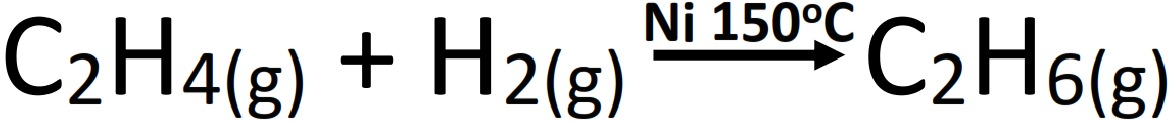 C₂H₄₍g₎ + H₂₍g₎ Ni 150ºC ⟶ C₂H₆₍g₎